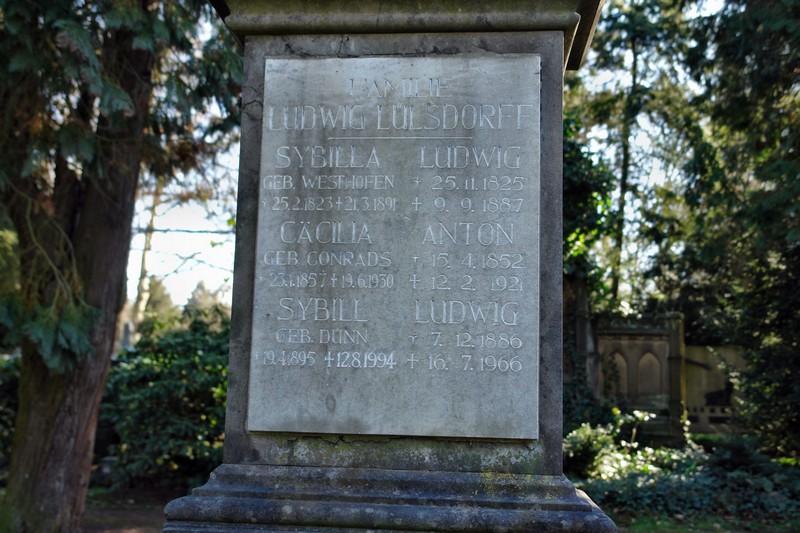 FAMILIE
LUDWIG LÜLSDORFF
SYBILLA LUDWIG
GEB. WESTHOFEN * 25.11.1825
* 25.2.1823 + 21.3.1891 + 9. 9. 1887
CÄCILIA ANTON
GEB. CONRADS * 15. 4. 1852
* 23.1.1857 + 19.6.1930 + 12. 2. 1921
SYBILL LUDWIG
GEB. DÜNN * 7. 12.1886
* 19.4.1895 + 12.8.1994 + 16. 7.1966